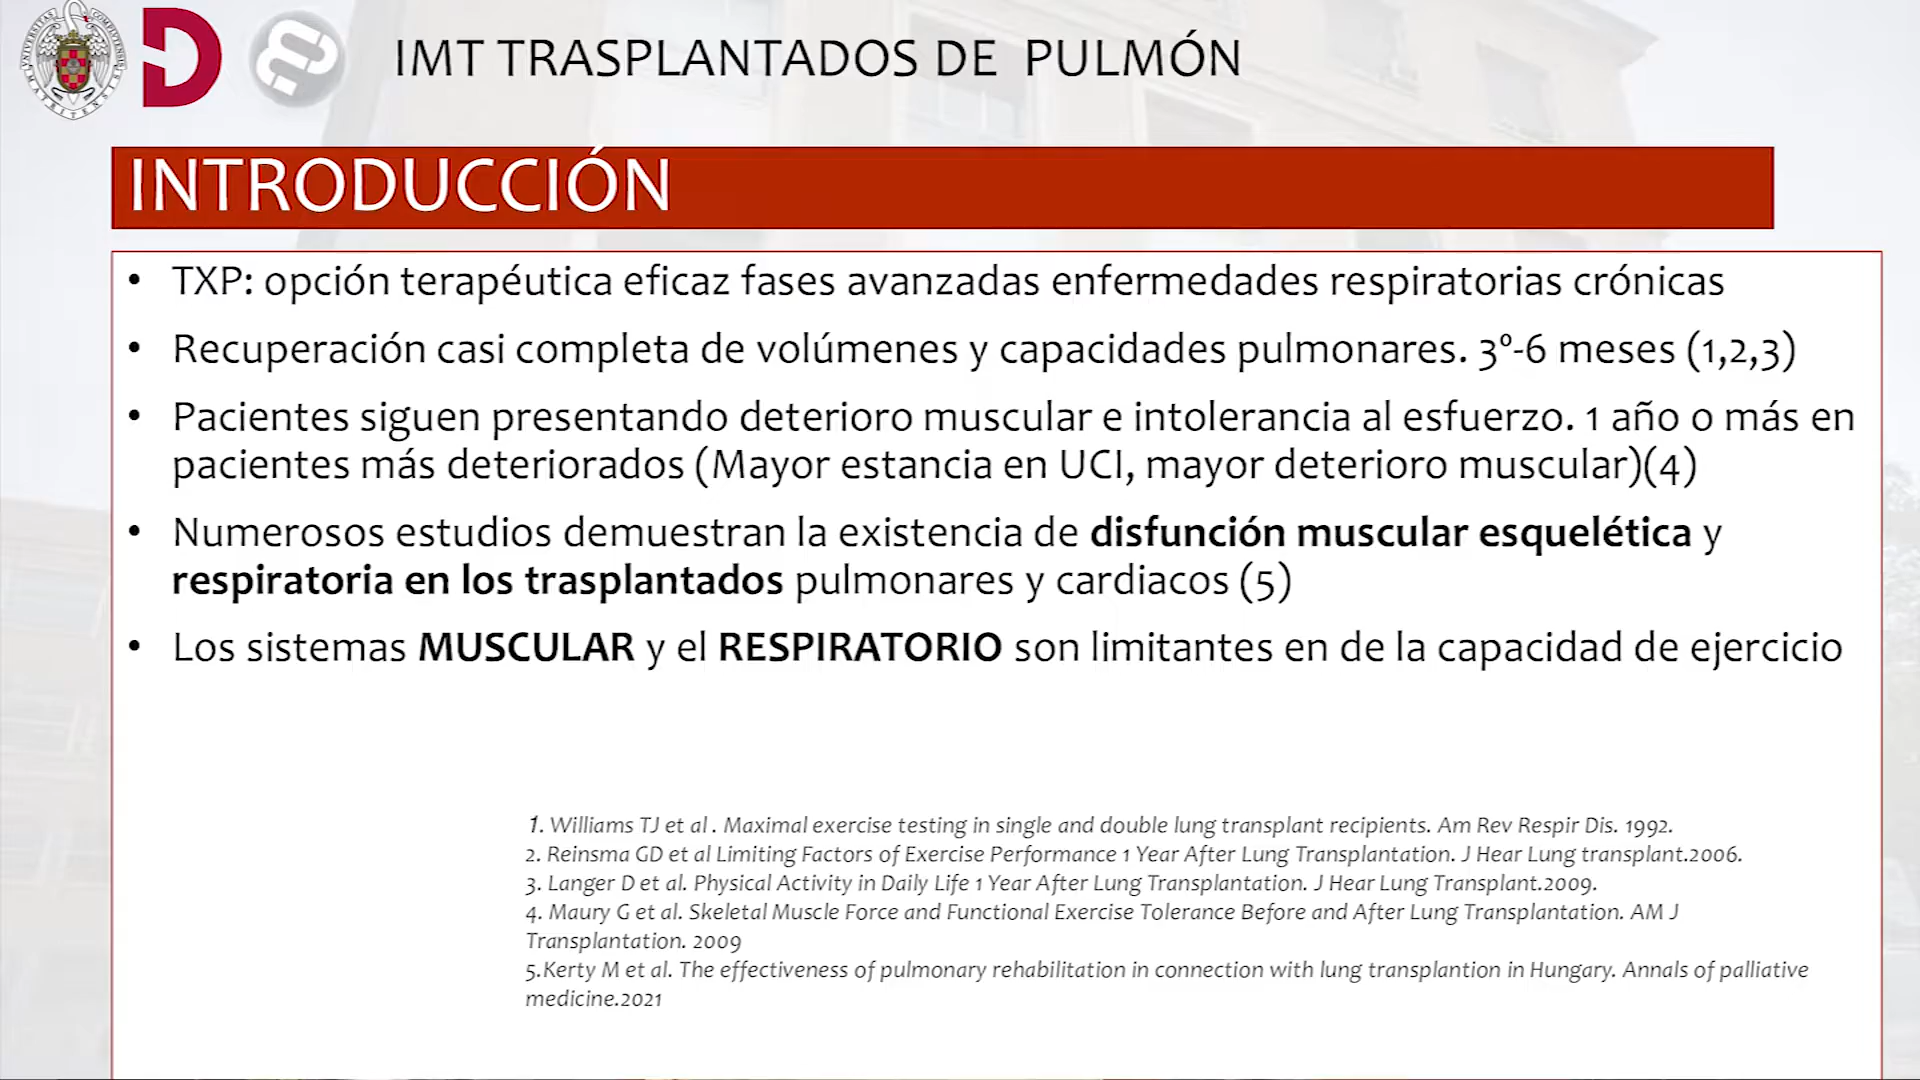 IMT TRASPLANTADOS DE PULMÓN
INTRODUCCIÓN
• TXP: opción terapéutica eficaz fases avanzadas enfermedades respiratorias crónicas
• Recuperación casi completa de volúmenes y capacidades pulmonares. 3º-6 meses (1,2,3)
• Pacientes siguen presentando deterioro muscular e intolerancia al esfuerzo. 1 año o más en
pacientes más deteriorados (Mayor estancia en UCI, mayor deterioro muscular)(4)
• Numerosos estudios demuestran la existencia de disfunción muscular esquelética y
respiratoria en los trasplantados pulmonares y cardiacos (5)
• Los sistemas MUSCULAR y el RESPIRATORIO son limitantes en de la capacidad de ejercicio
1. Williams TJ et al . Maximal exercise testing in single and double lung transplant recipients. Am Rev Respir Dis. 1992.
2. Reinsma GD et al Limiting Factors of Exercise Performance 1 Year After Lung Transplantation. J Hear Lung transplant.2006.
3. Langer D et al. Physical Activity in Daily Life 1 Year After Lung Transplantation. J Hear Lung Transplant.2009.
4. Maury G et al. Skeletal Muscle Force and Functional Exercise Tolerance Before and After Lung Transplantation. AM J
Transplantation. 2009
5.Kerty M et al. The effectiveness of pulmonary rehabilitation in connection with lung transplantion in Hungary. Annals of palliative
medicine.2021